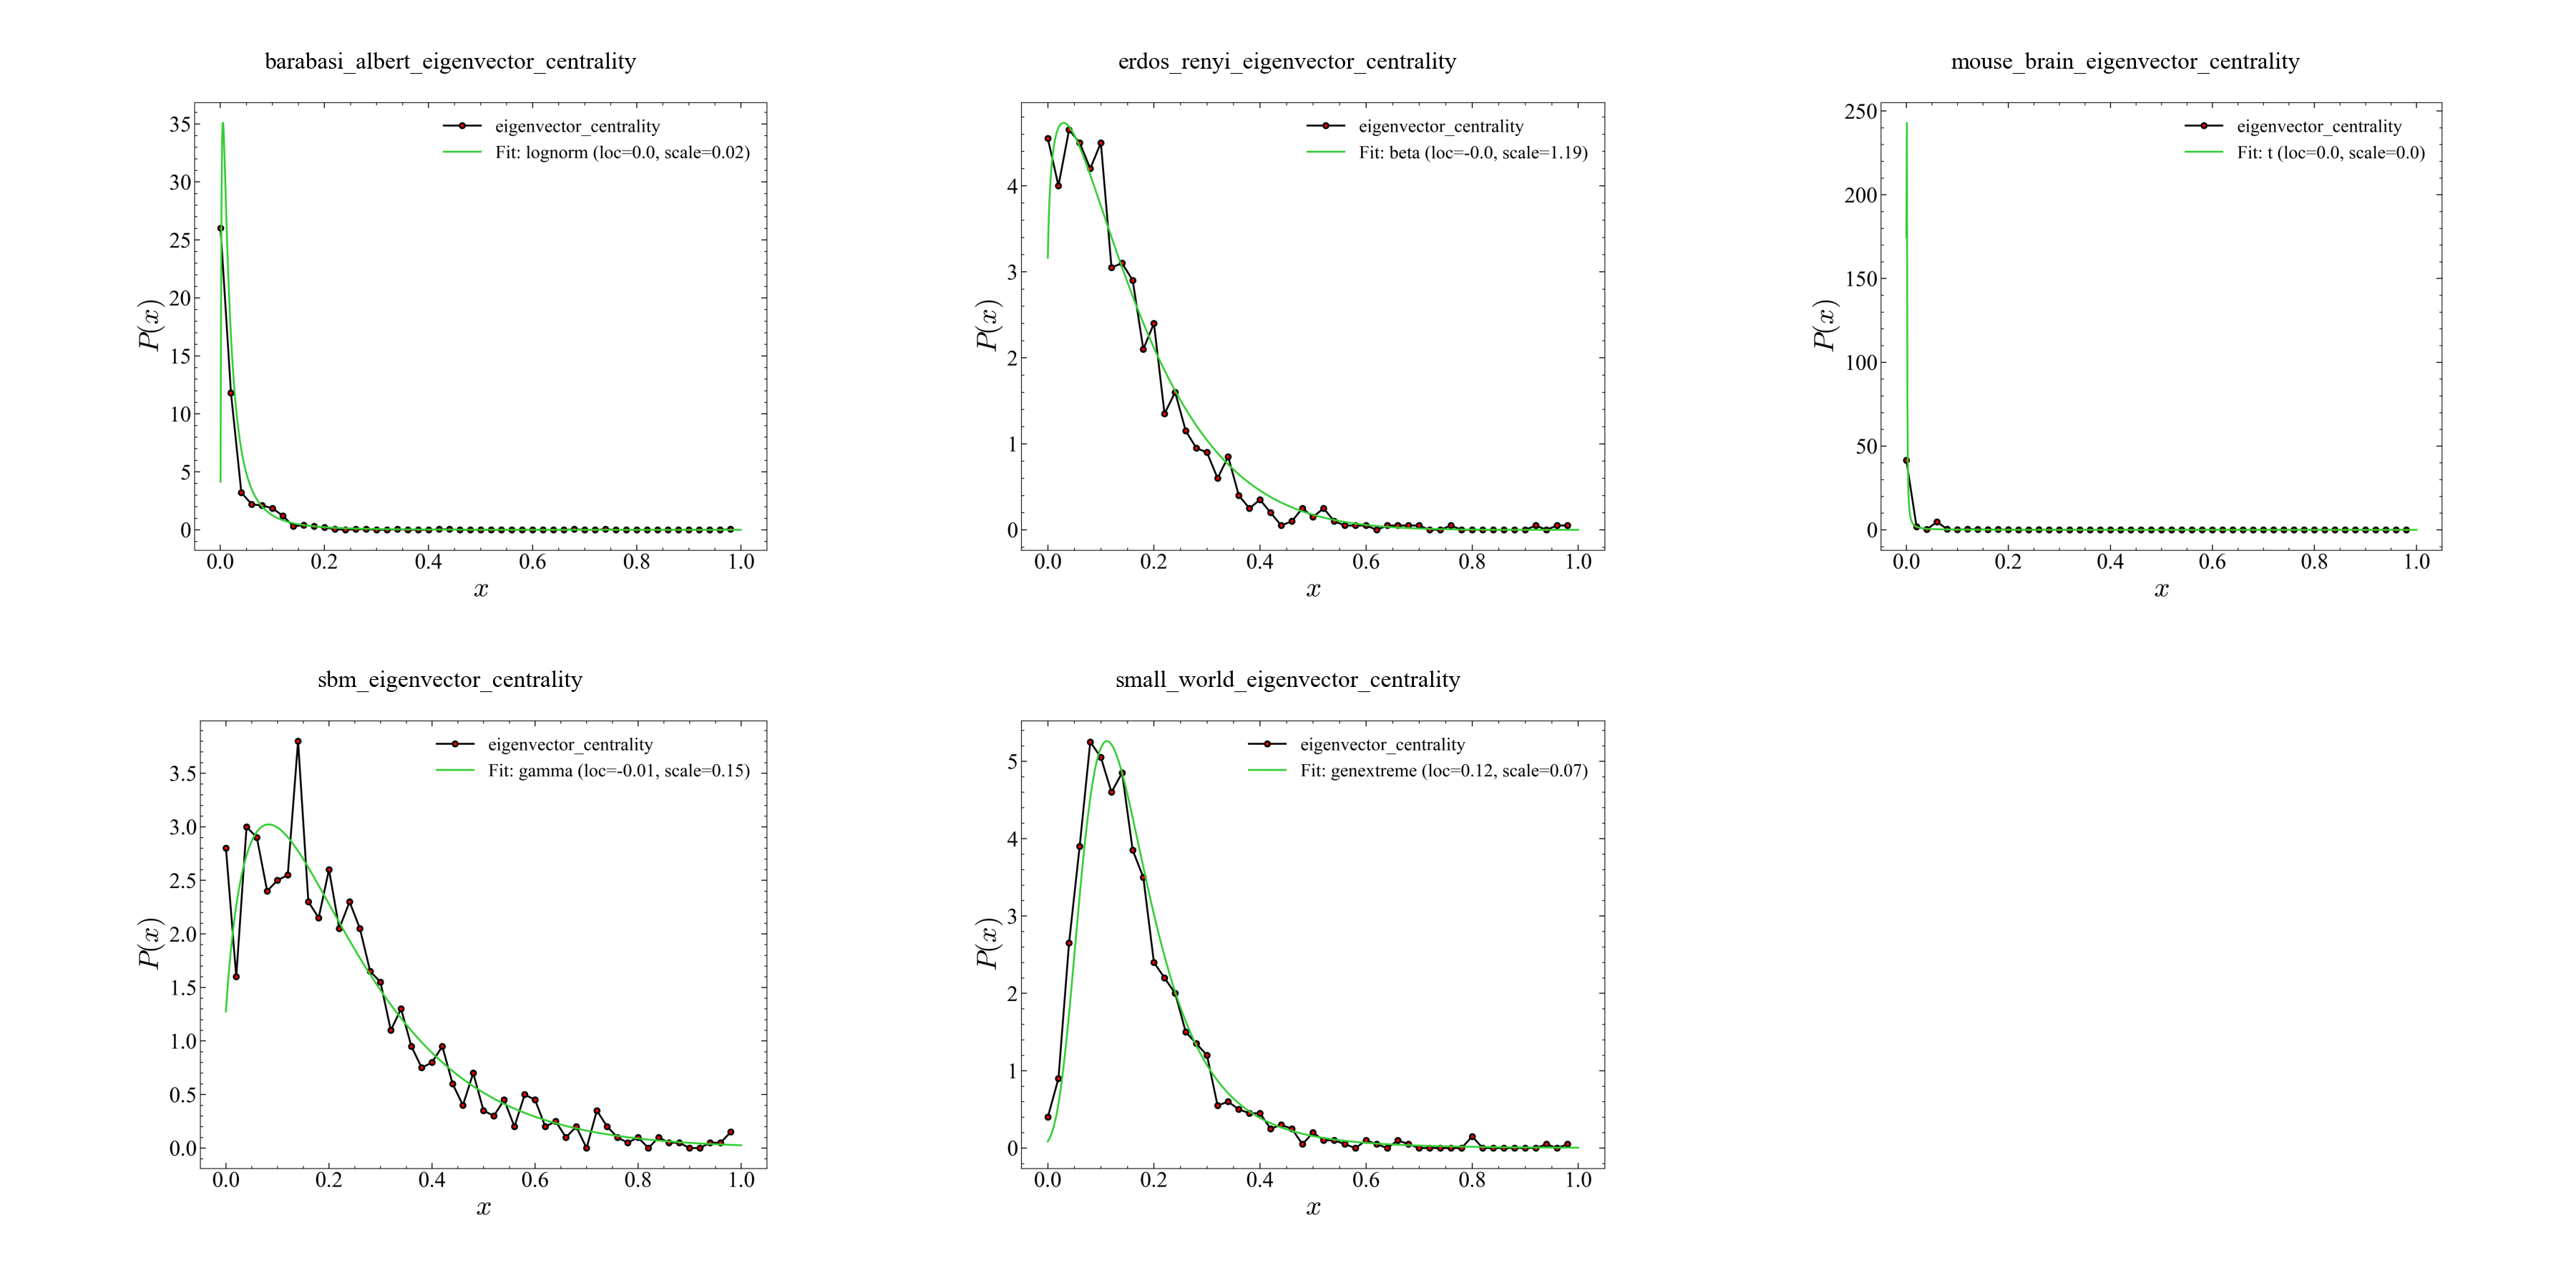 barabasi_albert_eigenvector_centrality
35
30
25
20
15
10
5
0
P(x)
eigenvector_centrality
Fit: lognorm (loc=0.0, scale=0.02)
0.0 0.2 0.4 0.6 0.8 1.0
x
erdos_renyi_eigenvector_centrality
4
3
2
1
0
P(x)
eigenvector_centrality
Fit: beta (loc=-0.0, scale=1.19)
0.0 0.2 0.4 0.6 0.8 1.0
x
mouse_brain_eigenvector_centrality
250
200
150
100
50
0
P(x)
eigenvector_centrality
Fit: t (loc=0.0, scale=0.0)
0.0 0.2 0.4 0.6 0.8 1.0
x
sbm_eigenvector_centrality
3.5
3.0
2.5
2.0
1.5
1.0
0.5
0.0
P(x)
eigenvector_centrality
Fit: gamma (loc=-0.01, scale=0.15)
0.0 0.2 0.4 0.6 0.8 1.0
x
small_world_eigenvector_centrality
5
4
3
2
1
0
P(x)
eigenvector_centrality
Fit: genextreme (loc=0.12, scale=0.07)
0.0 0.2 0.4 0.6 0.8 1.0
x